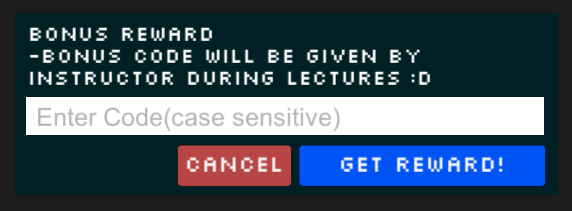 BONUS REWARD
-BONUS CODE WILL BE GIVEN BY
INSTRUCTOR DURING LECTURES :D
Enter Code(case sensitive)
CANCEL GET REWARD!